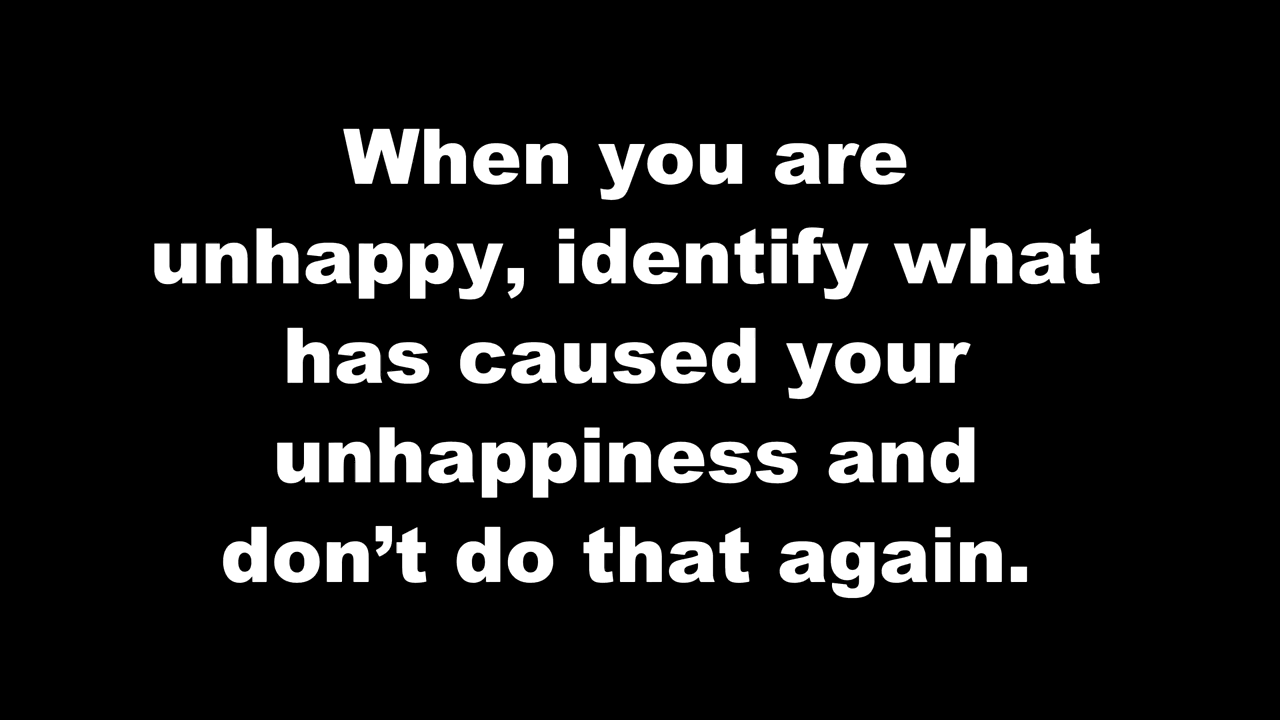 When you are
unhappy, identify what
has caused your
unhappiness and
don’t do that again.